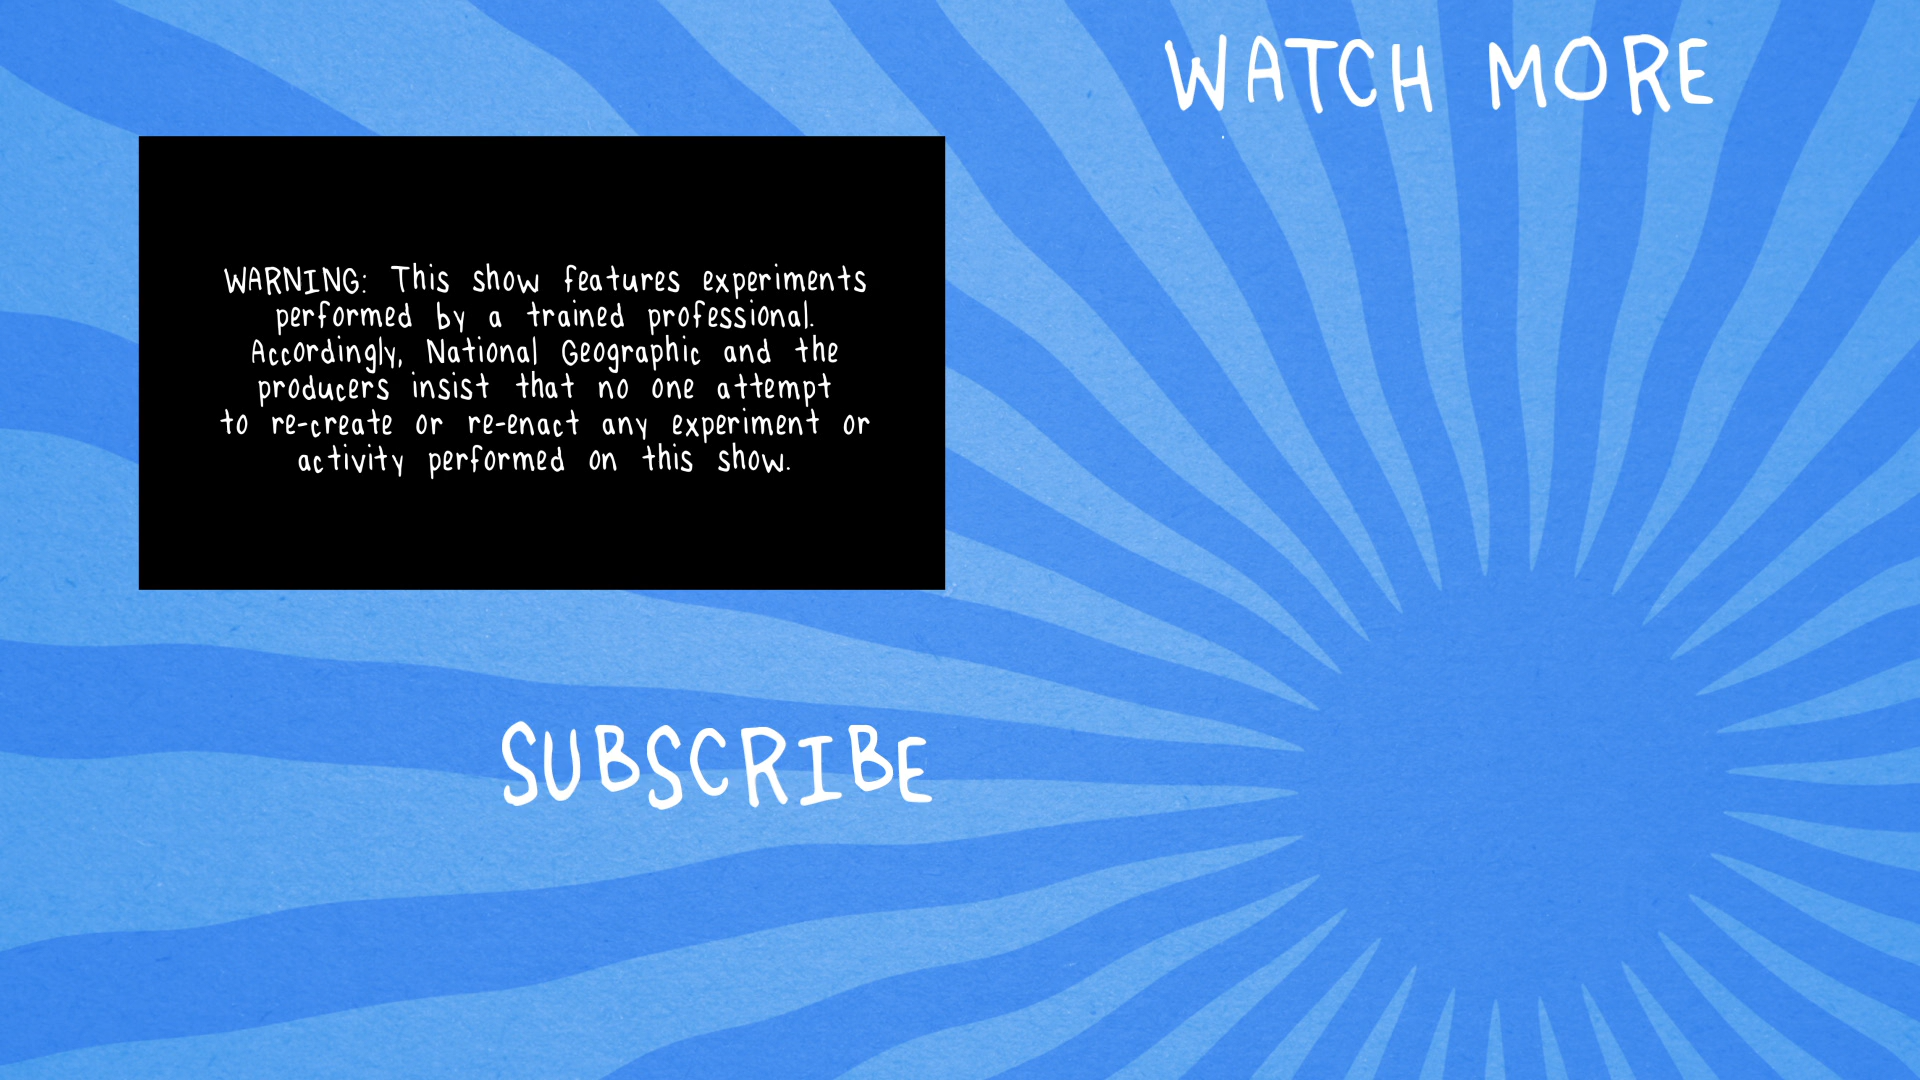 WATCH MORE
WARNING: This show features experiments
performed by a trained professional.
Accordingly, National Geographic and the
producers insist that no one attempt
to re-create or re-enact any experiment or
activity performed on this show.
SUBSCRIBE